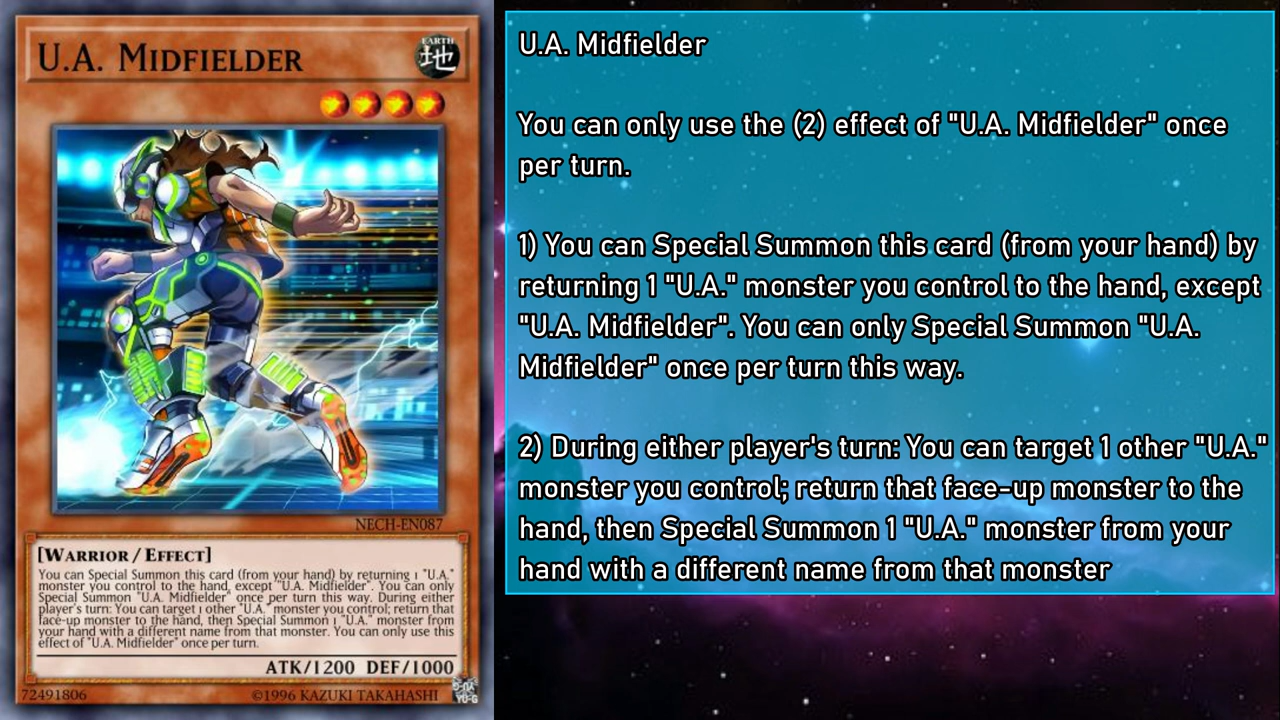 U.A. MIDFIELDER
EARTH
地
NECH-EN087
[WARRIOR / EFFECT]
You can Special Summon this card (from your hand) by returning 1 "U.A."
monster you control to the hand, except "U.A. Midfielder". You can only
Special Summon "U.A. Midfielder" once per turn this way. During either
player's turn: You can target 1 other "U.A." monster you control; return that
face-up monster to the hand, then Special Summon 1 "U.A." monster from
your hand with a different name from that monster. You can only use this
effect of "U.A. Midfielder" once per turn.
ATK/1200 DEF/1000
72491806
©1996 KAZUKI TAKAHASHI
U.A. Midfielder
You can only use the (2) effect of "U.A. Midfielder" once
per turn.
1) You can Special Summon this card (from your hand) by
returning 1 "U.A." monster you control to the hand, except
"U.A. Midfielder". You can only Special Summon "U.A.
Midfielder" once per turn this way.
2) During either player's turn: You can target 1 other "U.A."
monster you control; return that face-up monster to the
hand, then Special Summon 1 "U.A." monster from your
hand with a different name from that monster